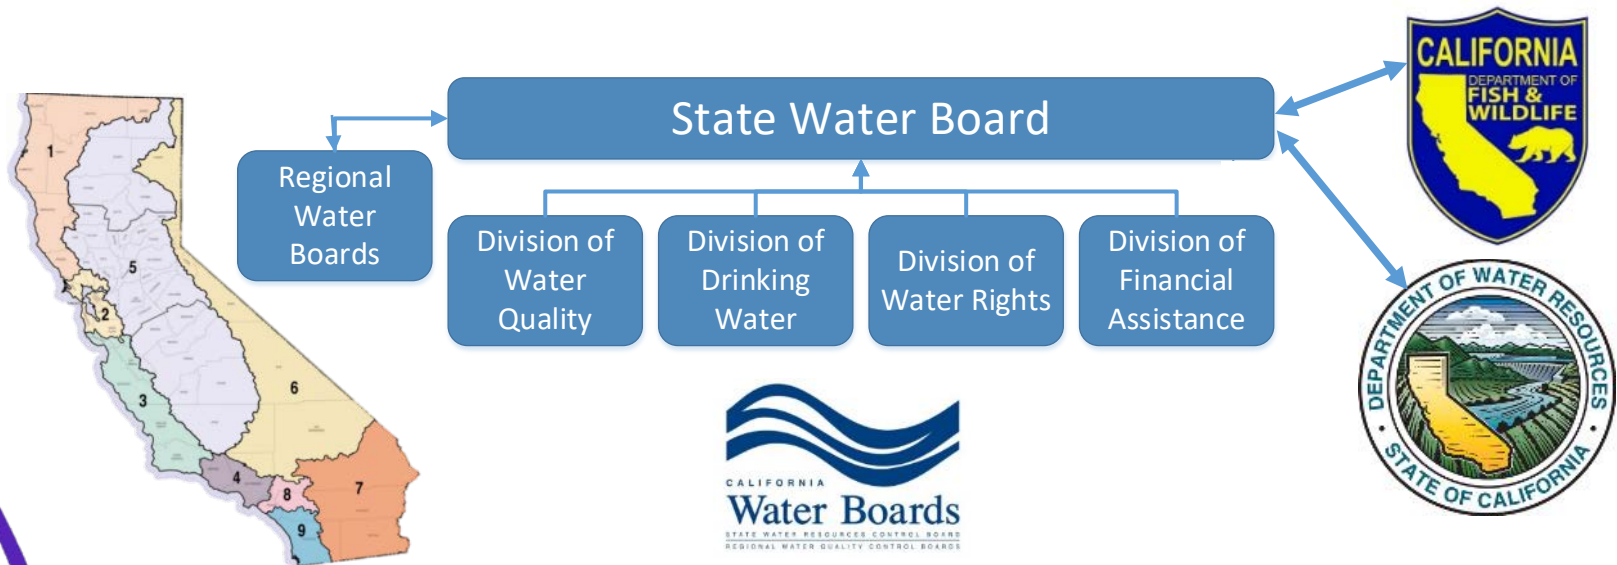 State Water Board
Regional
Water
Boards
Division of
Water
Quality
Division of
Drinking
Water
Division of
Water Rights
Division of
Financial
Assistance
1
5
2
3
6
4
8
7
9
CALIFORNIA
Water Boards
STATE WATER RESOURCES CONTROL BOARD
REGIONAL WATER QUALITY CONTROL BOARDS
CALIFORNIA
DEPARTMENT OF
FISH &
WILDLIFE
DEPARTMENT OF WATER RESOURCES
STATE OF CALIFORNIA